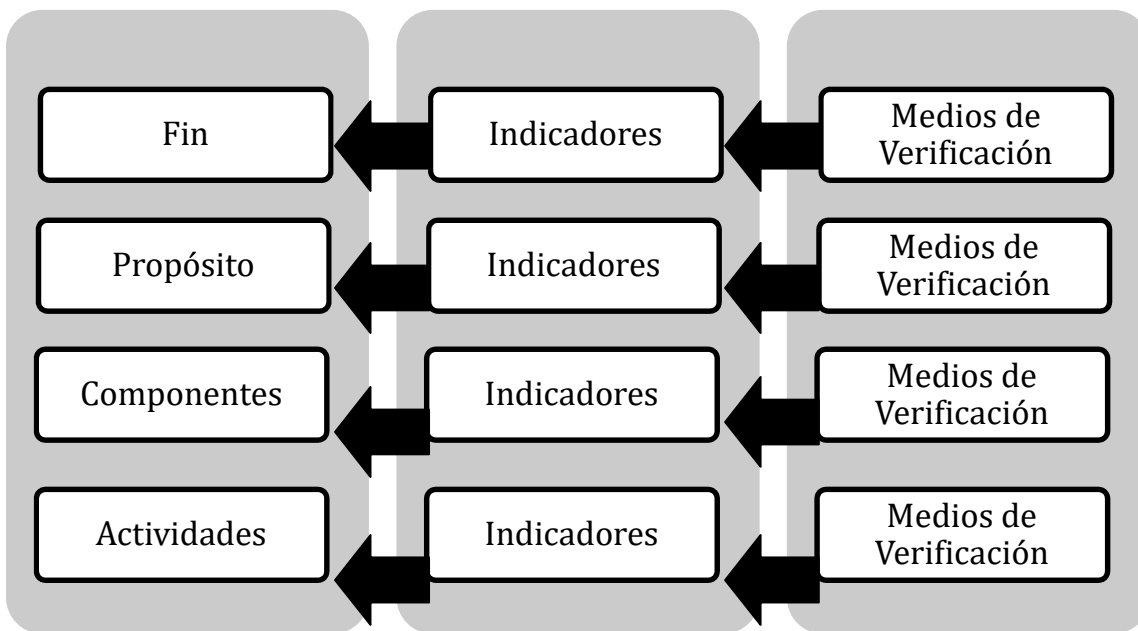 Fin
Indicadores
Medios de
Verificación
Propósito
Indicadores
Medios de
Verificación
Componentes
Indicadores
Medios de
Verificación
Actividades
Indicadores
Medios de
Verificación